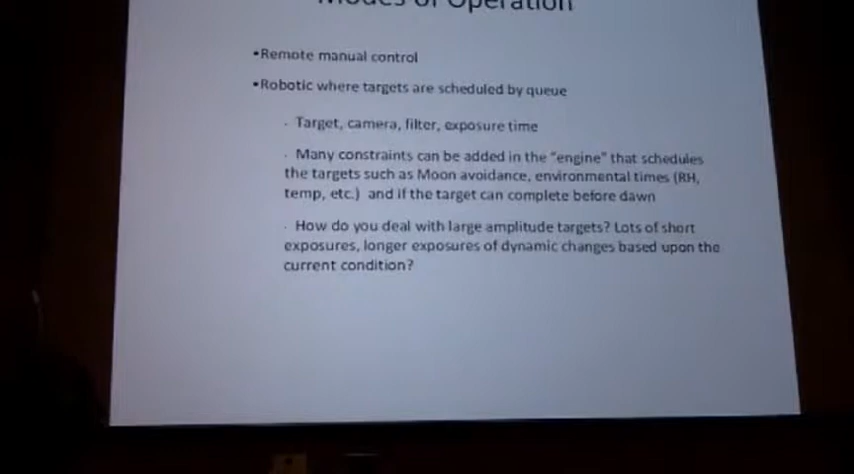 Modes of Operation
•Remote manual control
•Robotic where targets are scheduled by queue
- Target, camera, filter, exposure time
- Many constraints can be added in the "engine" that schedules
the targets such as Moon avoidance, environmental times (RH,
temp, etc.) and if the target can complete before dawn
- How do you deal with large amplitude targets? Lots of short
exposures, longer exposures of dynamic changes based upon the
current condition?